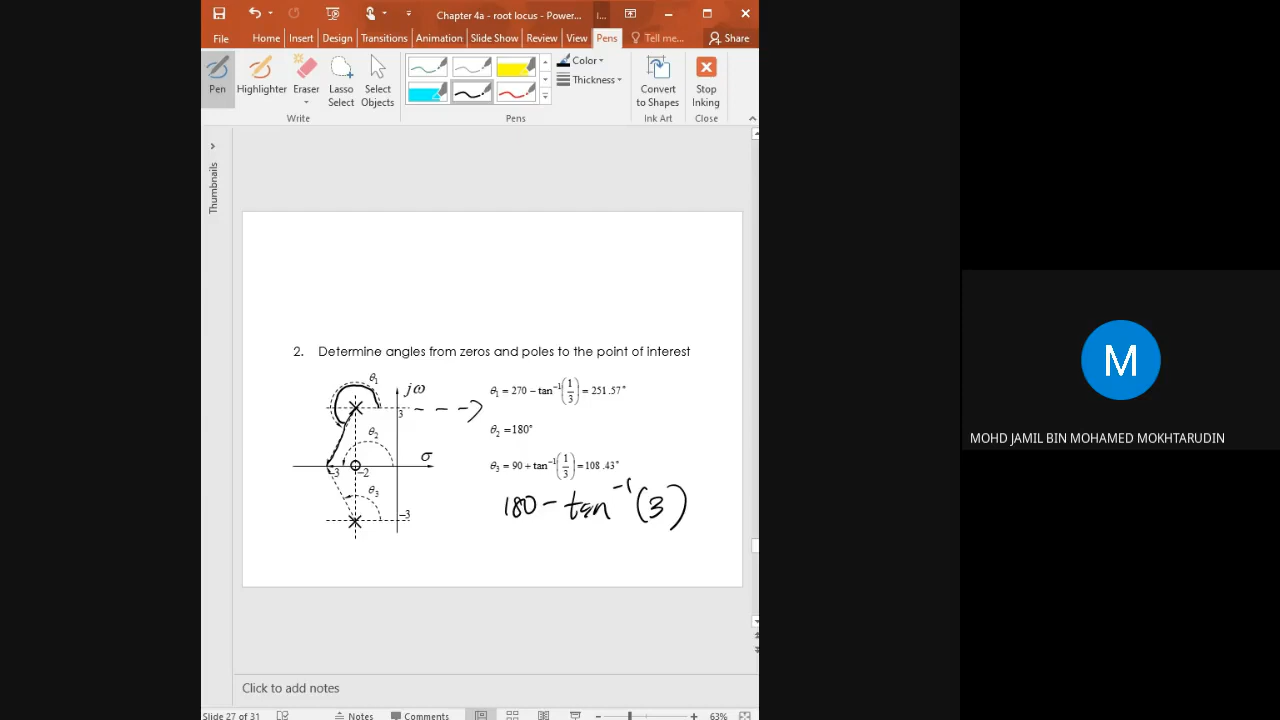 Chapter 4a - root locus - Power...
I...
File Home Insert Design Transitions Animation Slide Show Review View Pens Tell me... Share
Pen Highlighter Eraser Lasso Select Select Objects
Color
Thickness
Convert to Shapes
Stop Inking
Write Pens Ink Art Close
Thumbnails
2. Determine angles from zeros and poles to the point of interest
θ1
jω
3
θ2
σ
-3 -2
θ3
-3
θ1 = 270 − tan⁻¹(1/3) = 251.57°
θ2 = 180°
θ3 = 90 + tan⁻¹(1/3) = 108.43°
180 − tan⁻¹(3)
M
MOHD JAMIL BIN MOHAMED MOKHTARUDIN
Click to add notes
Slide 27 of 31 Notes Comments 63%